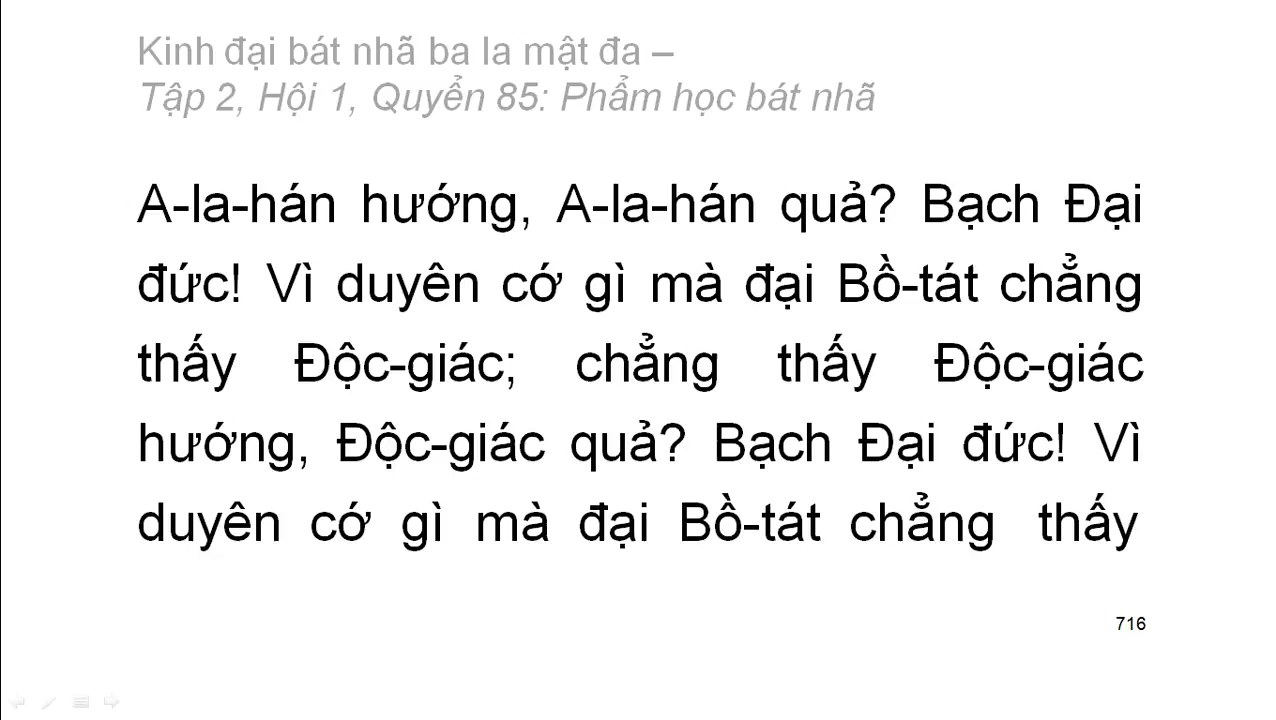 Kinh đại bát nhã ba la mật đa –
Tập 2, Hội 1, Quyển 85: Phẩm học bát nhã
A-la-hán hướng, A-la-hán quả? Bạch Đại
đức! Vì duyên cớ gì mà đại Bồ-tát chẳng
thấy Độc-giác; chẳng thấy Độc-giác
hướng, Độc-giác quả? Bạch Đại đức! Vì
duyên cớ gì mà đại Bồ-tát chẳng thấy
716